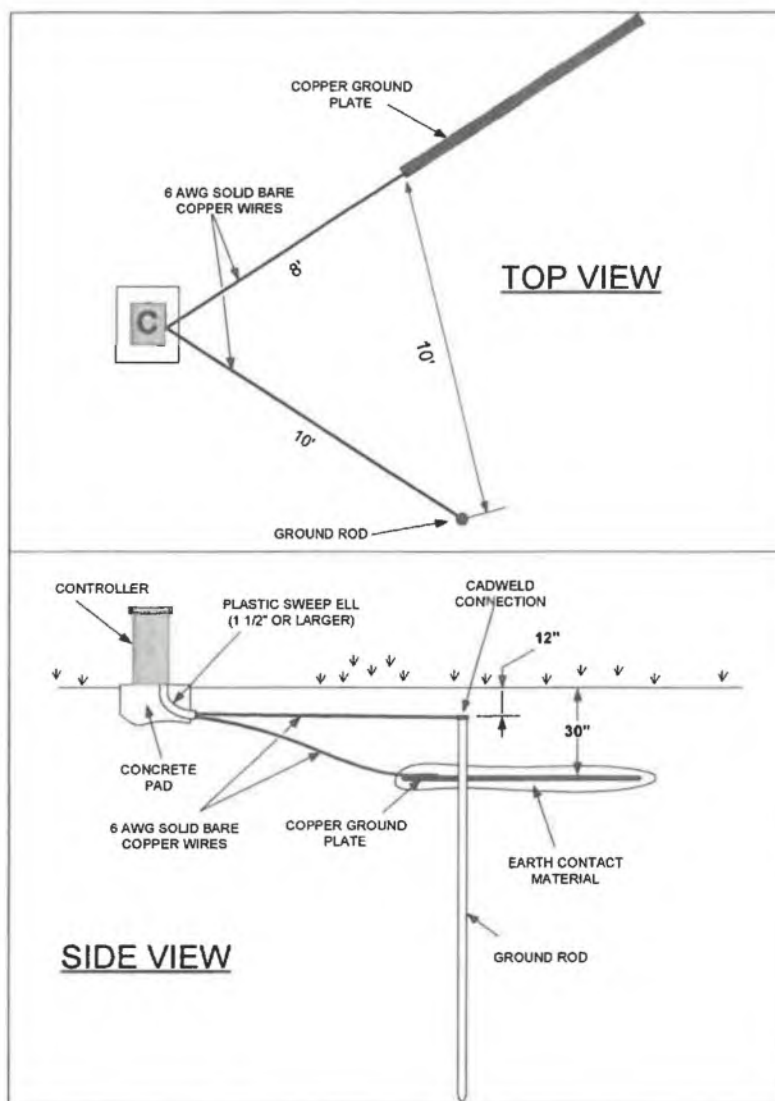 COPPER GROUND
PLATE
6 AWG SOLID BARE
COPPER WIRES
8'
TOP VIEW
C
10'
10'
GROUND ROD
CONTROLLER
PLASTIC SWEEP ELL
(1 1/2" OR LARGER)
CADWELD
CONNECTION
12"
30"
CONCRETE
PAD
6 AWG SOLID BARE
COPPER WIRES
COPPER GROUND
PLATE
EARTH CONTACT
MATERIAL
SIDE VIEW
GROUND ROD